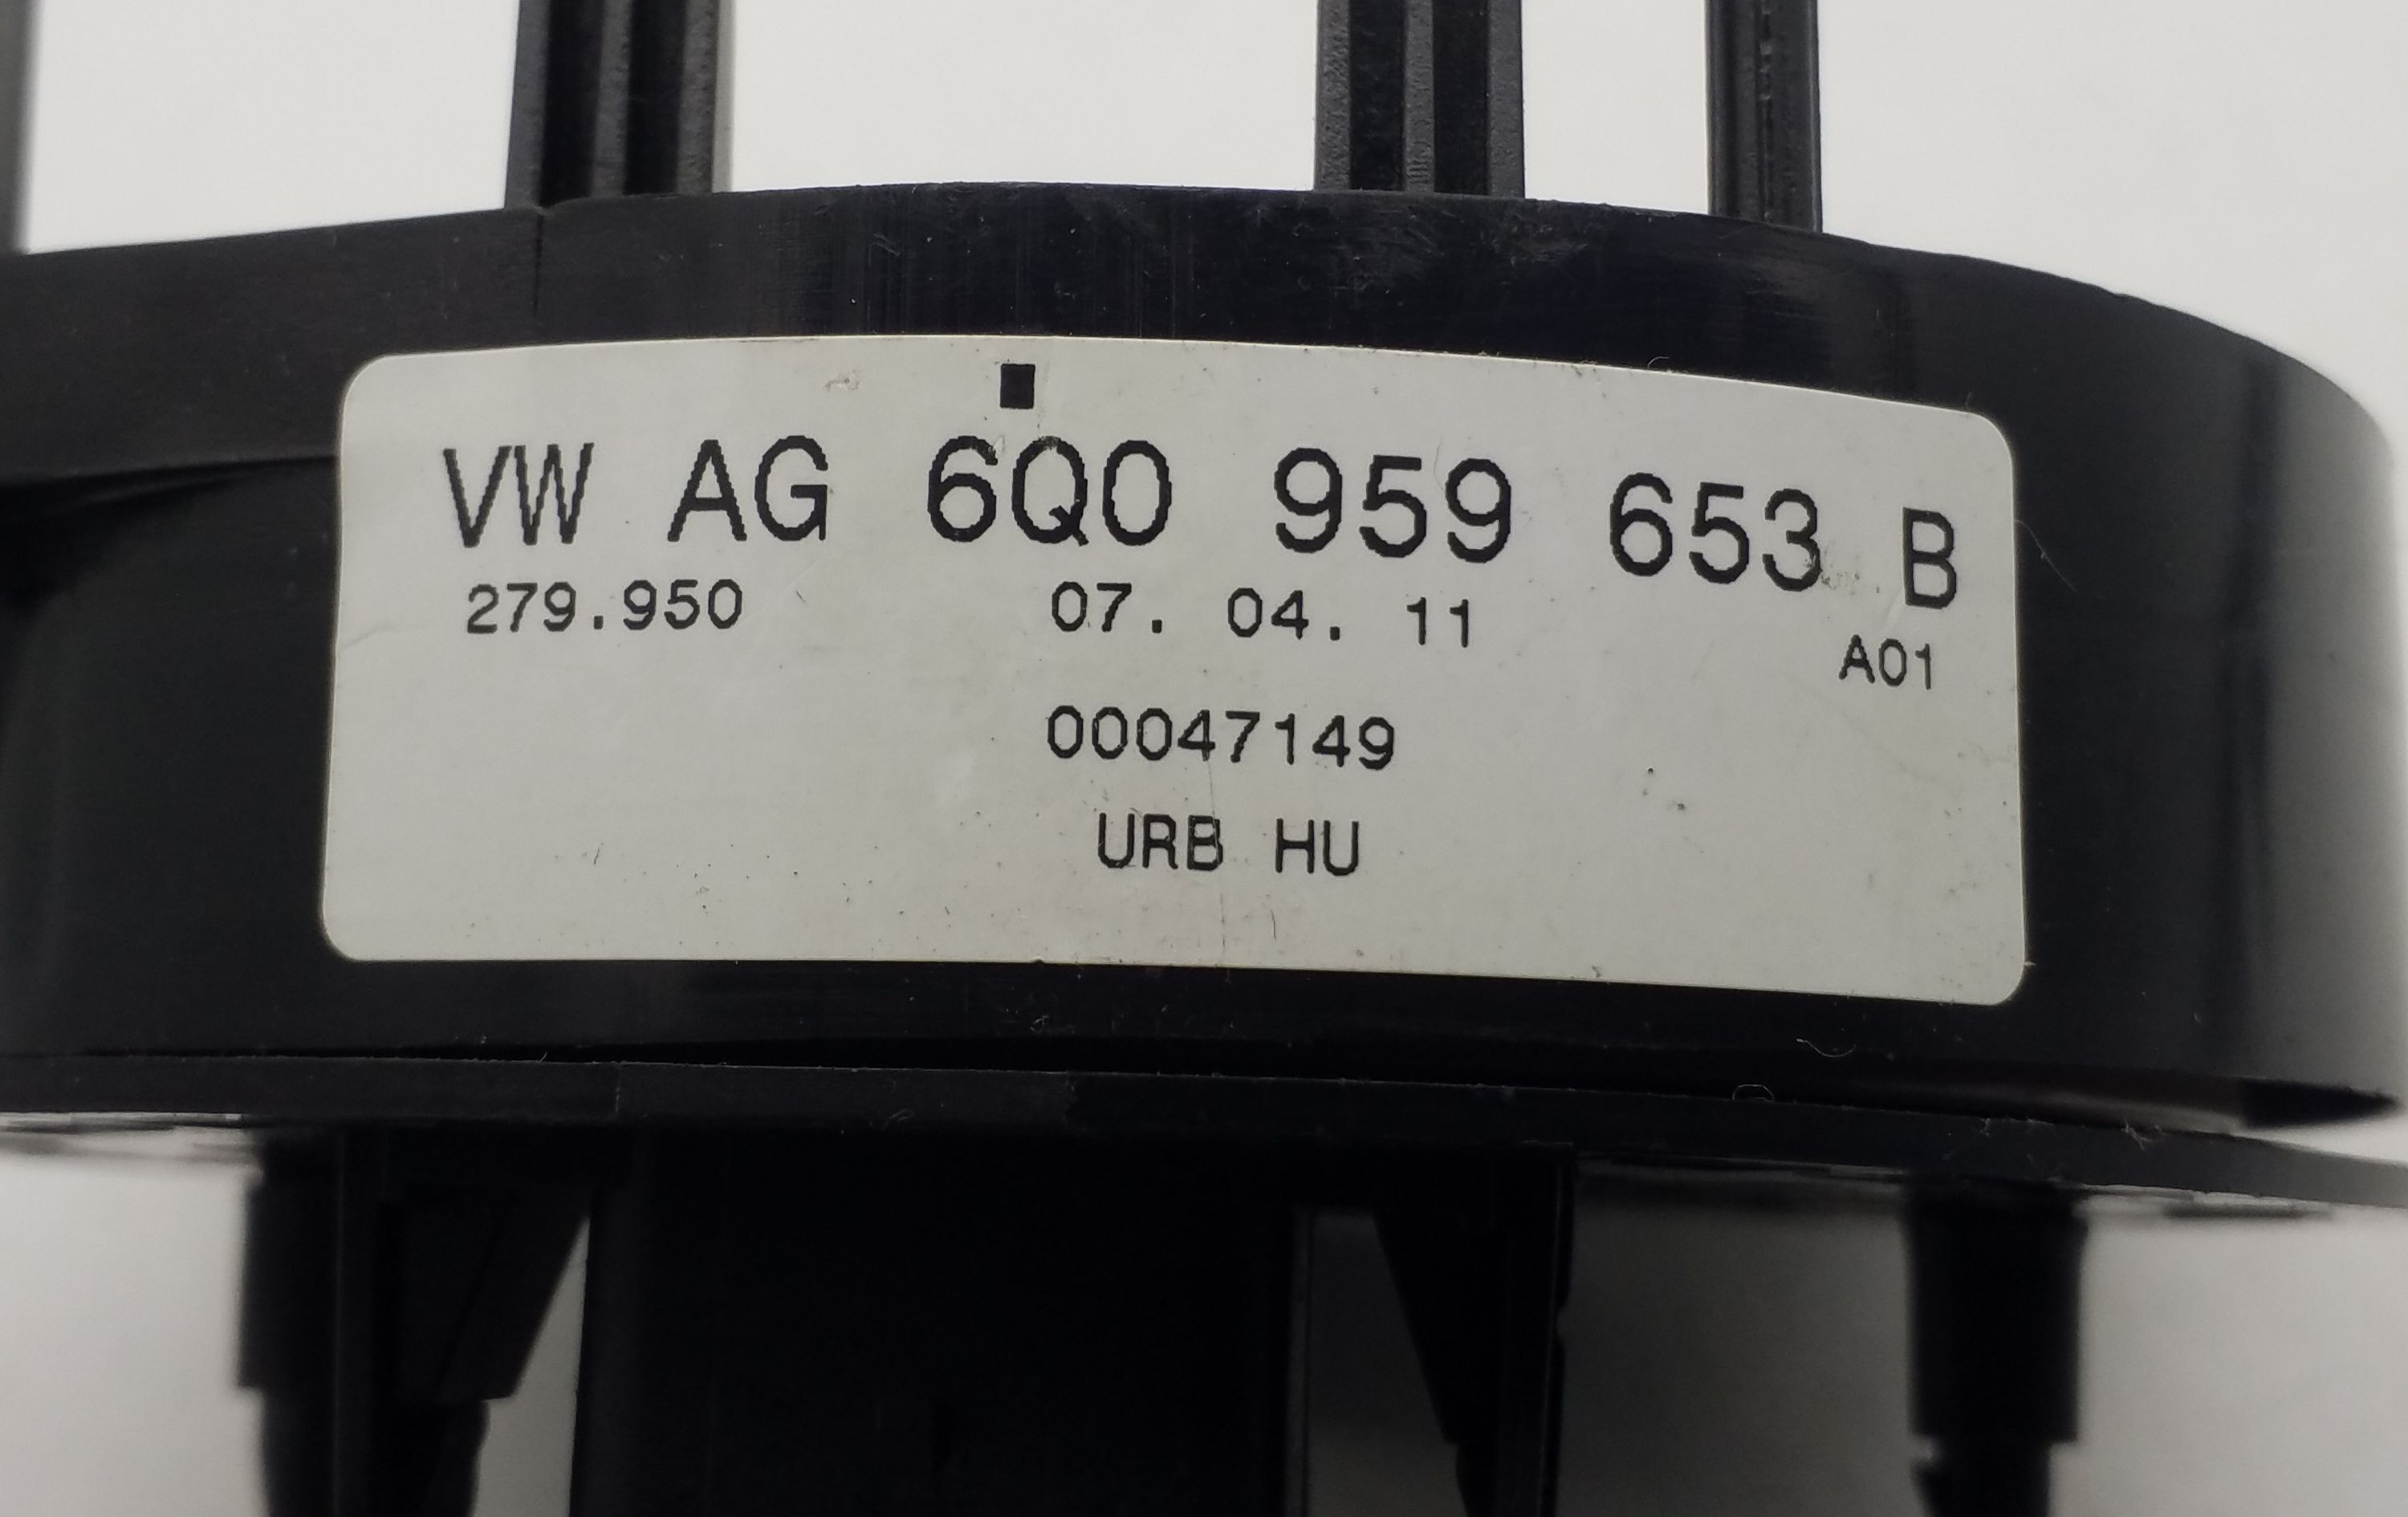 VW AG 6Q0 959 653 B
279.950 07. 04. 11 A01
00047149
URB HU